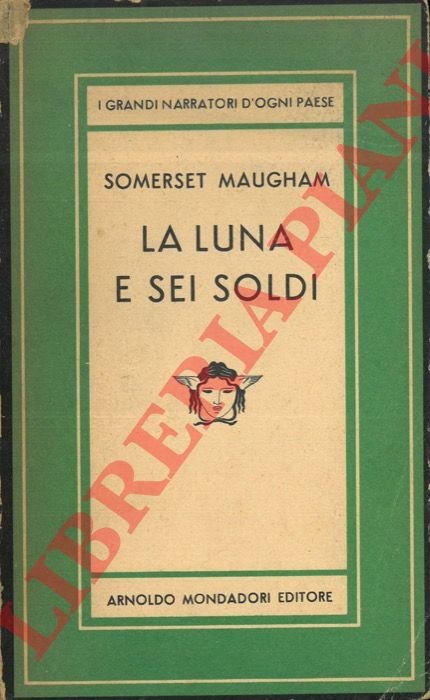 I GRANDI NARRATORI D'OGNI PAESE
SOMERSET MAUGHAM
LA LUNA
E SEI SOLDI
ARNOLDO MONDADORI EDITORE
LIBRERIA PIANI